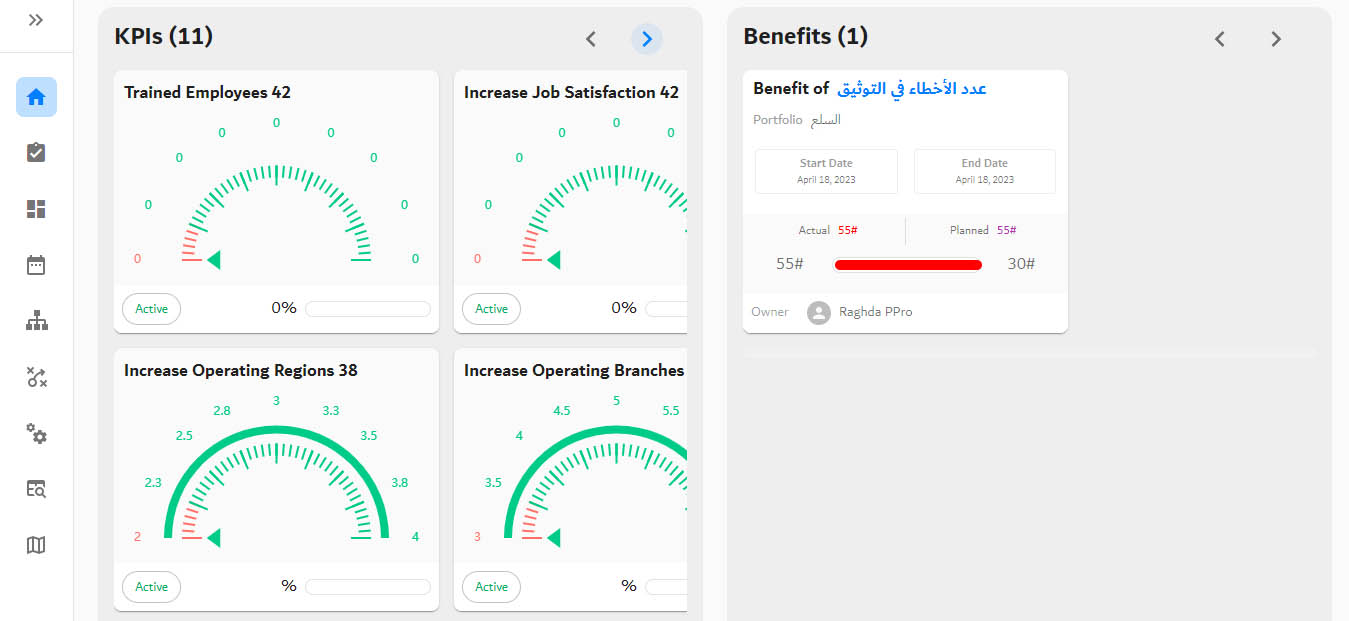 KPIs (11)
Trained Employees 42
0
0
0
0
0
0
0
0
0
Active
0%
Increase Job Satisfaction 42
0
0
0
0
0
0
Active
0%
Increase Operating Regions 38
2
2.3
2.5
2.8
3
3.3
3.5
3.8
4
Active
%
Increase Operating Branches
3
3.5
4
4.5
5
5.5
Active
%
Benefits (1)
Benefit of عدد الأخطاء في التوثيق
Portfolio السلع
Start Date
April 18, 2023
End Date
April 18, 2023
Actual 55#
Planned 55#
55#
30#
Owner Raghda PPro